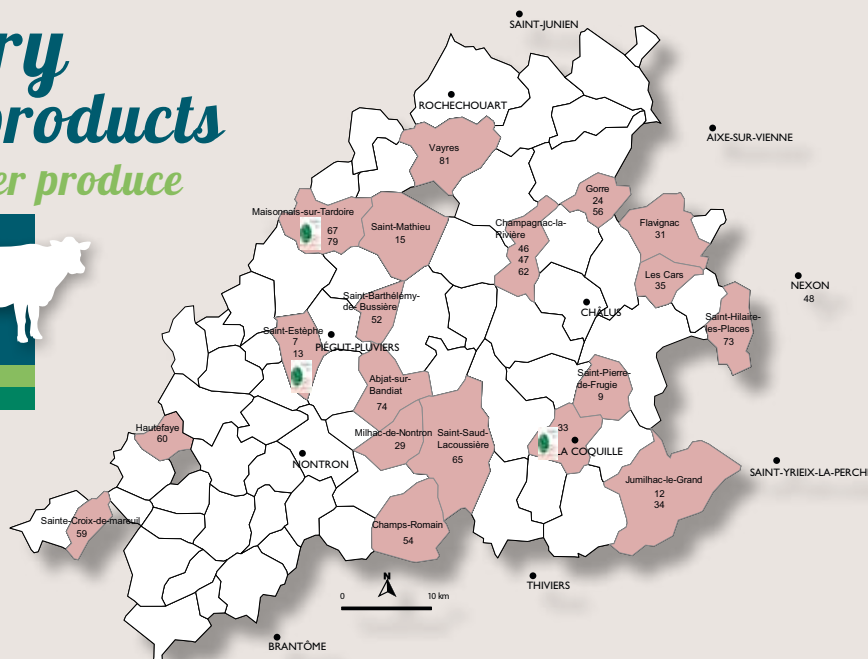 ry
products
er produce
SAINT-JUNIEN
ROCHECHOUART
AIXE-SUR-VIENNE
Vayres
81
Gorre
24
56
Maisonnais-sur-Tardoire
67
79
Saint-Mathieu
15
Champagnac-la-
Rivière
46
47
62
Flavignac
31
Les Cars
35
NEXON
48
Saint-Barthélémy-
de- Bussière
52
CHÂLUS
Saint-Hilaire-
les-Places
73
Saint-Estèphe
7
13
PIÉGUT-PLUVIERS
Abjat-sur-
Bandiat
74
Saint-Pierre-
de-Frugie
9
Hautefaye
60
Milhac-de-Nontron
29
Saint-Saud-
Lacoussière
65
33
LA COQUILLE
NONTRON
SAINT-YRIEIX-LA-PERCHE
Jumilhac-le-Grand
12
34
Sainte-Croix-de-mareuil
59
Champs-Romain
54
N
0 10 km
THIVIERS
BRANTÔME